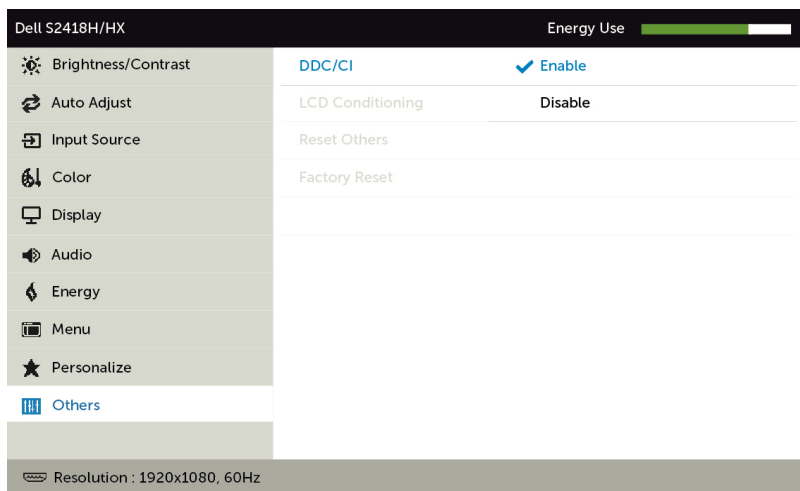 Dell S2418H/HX Energy Use
Brightness/Contrast DDC/CI Enable
Auto Adjust LCD Conditioning Disable
Input Source Reset Others
Color Factory Reset
Display
Audio
Energy
Menu
Personalize
Others
Resolution : 1920x1080, 60Hz